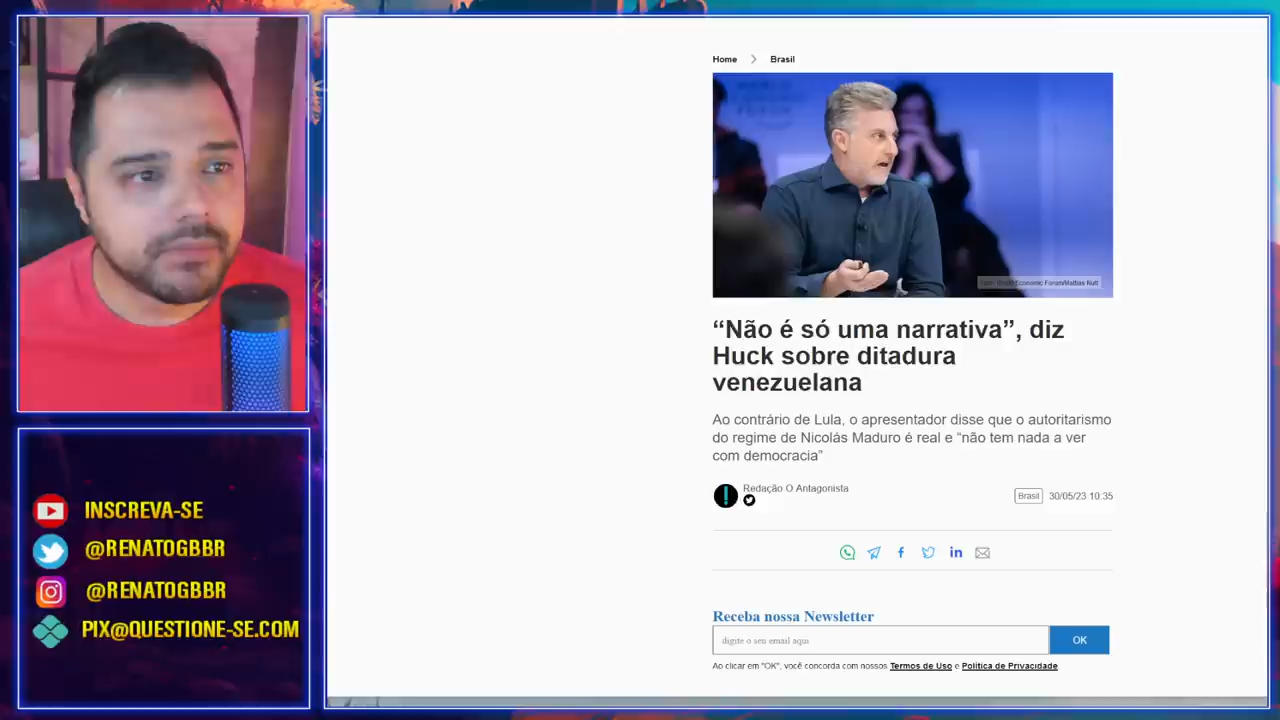 Home
Brasil
“Não é só uma narrativa”, diz
Huck sobre ditadura
venezuelana
Ao contrário de Lula, o apresentador disse que o autoritarismo
do regime de Nicolás Maduro é real e “não tem nada a ver
com democracia”
Redação O Antagonista
Brasil
30/05/23 10:35
Receba nossa Newsletter
digite o seu email aqui
OK
Ao clicar em "OK", você concorda com nossos Termos de Uso e Política de Privacidade
INSCREVA-SE
@RENATOGBBR
@RENATOGBBR
PIX@QUESTIONE-SE.COM